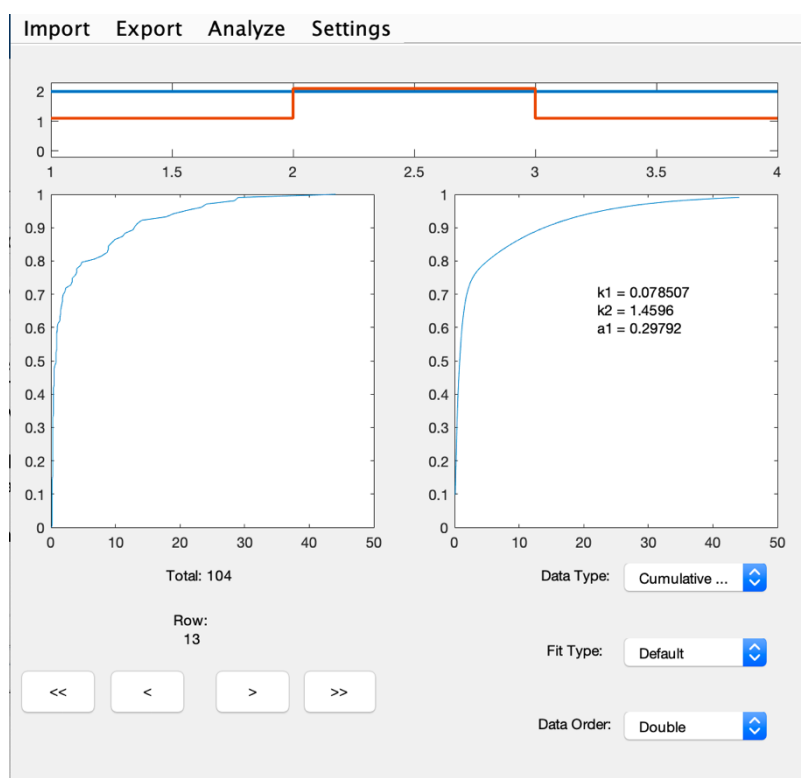 Import Export Analyze Settings
2
1
0
1 1.5 2 2.5 3 3.5 4
1
0.9
0.8
0.7
0.6
0.5
0.4
0.3
0.2
0.1
0
0 10 20 30 40 50
1
0.9
0.8
0.7
0.6
0.5
0.4
0.3
0.2
0.1
0
0 10 20 30 40 50
k1 = 0.078507
k2 = 1.4596
a1 = 0.29792
Total: 104
Row:
13
<< < > >>
Data Type: Cumulative ...
Fit Type: Default
Data Order: Double